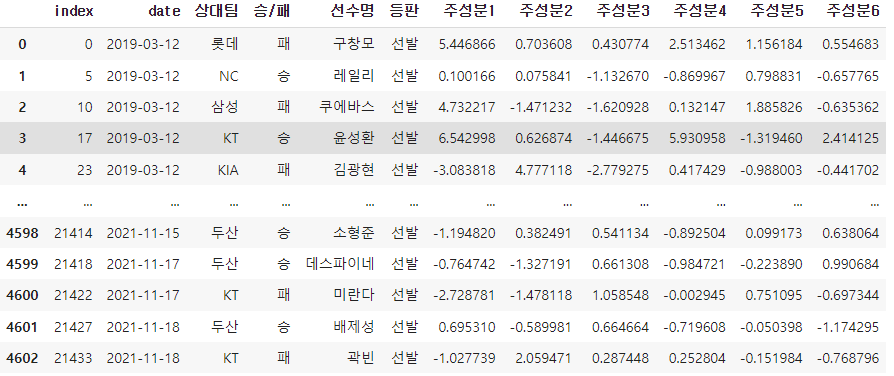 index date 상대팀 승/패 선수명 등판 주성분1 주성분2 주성분3 주성분4 주성분5 주성분6
0 0 2019-03-12 롯데 패 구창모 선발 5.446866 0.703608 0.430774 2.513462 1.156184 0.554683
1 5 2019-03-12 NC 승 레일리 선발 0.100166 0.075841 -1.132670 -0.869967 0.798831 -0.657765
2 10 2019-03-12 삼성 패 쿠에바스 선발 4.732217 -1.471232 -1.620928 0.132147 1.885826 -0.635362
3 17 2019-03-12 KT 승 윤성환 선발 6.542998 0.626874 -1.446675 5.930958 -1.319460 2.414125
4 23 2019-03-12 KIA 패 김광현 선발 -3.083818 4.777118 -2.779275 0.417429 -0.988003 -0.441702
... ... ... ... ... ... ... ... ... ... ... ... ...
4598 21414 2021-11-15 두산 승 소형준 선발 -1.194820 0.382491 0.541134 -0.892504 0.099173 0.638064
4599 21418 2021-11-17 두산 승 데스파이네 선발 -0.764742 -1.327191 0.661308 -0.984721 -0.223890 0.990684
4600 21422 2021-11-17 KT 패 미란다 선발 -2.728781 -1.478118 1.058548 -0.002945 0.751095 -0.697344
4601 21427 2021-11-18 두산 승 배제성 선발 0.695310 -0.589981 0.664664 -0.719608 -0.050398 -1.174295
4602 21433 2021-11-18 KT 패 곽빈 선발 -1.027739 2.059471 0.287448 0.252804 -0.151984 -0.768796